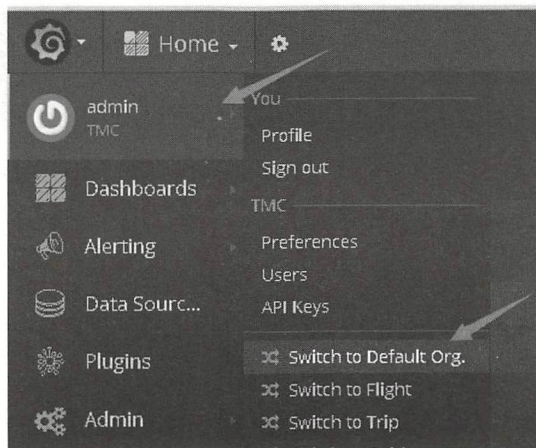 Home
admin
TMC
Dashboards
Alerting
Data Sourc...
Plugins
Admin
You
Profile
Sign out
TMC
Preferences
Users
API Keys
Switch to Default Org.
Switch to Flight
Switch to Trip